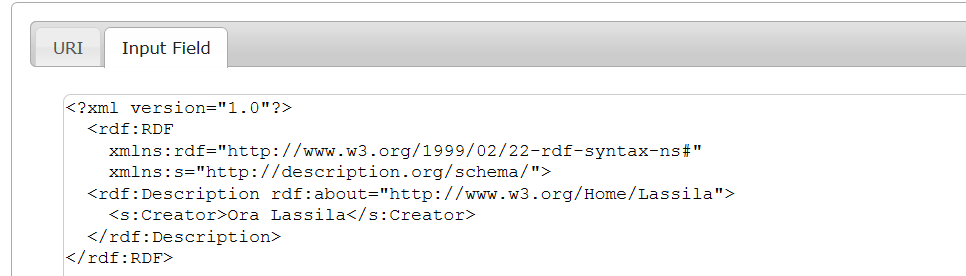 URI Input Field
<?xml version="1.0"?>
<rdf:RDF
xmlns:rdf="http://www.w3.org/1999/02/22-rdf-syntax-ns#"
xmlns:s="http://description.org/schema/">
<rdf:Description rdf:about="http://www.w3.org/Home/Lassila">
<s:Creator>Ora Lassila</s:Creator>
</rdf:Description>
</rdf:RDF>